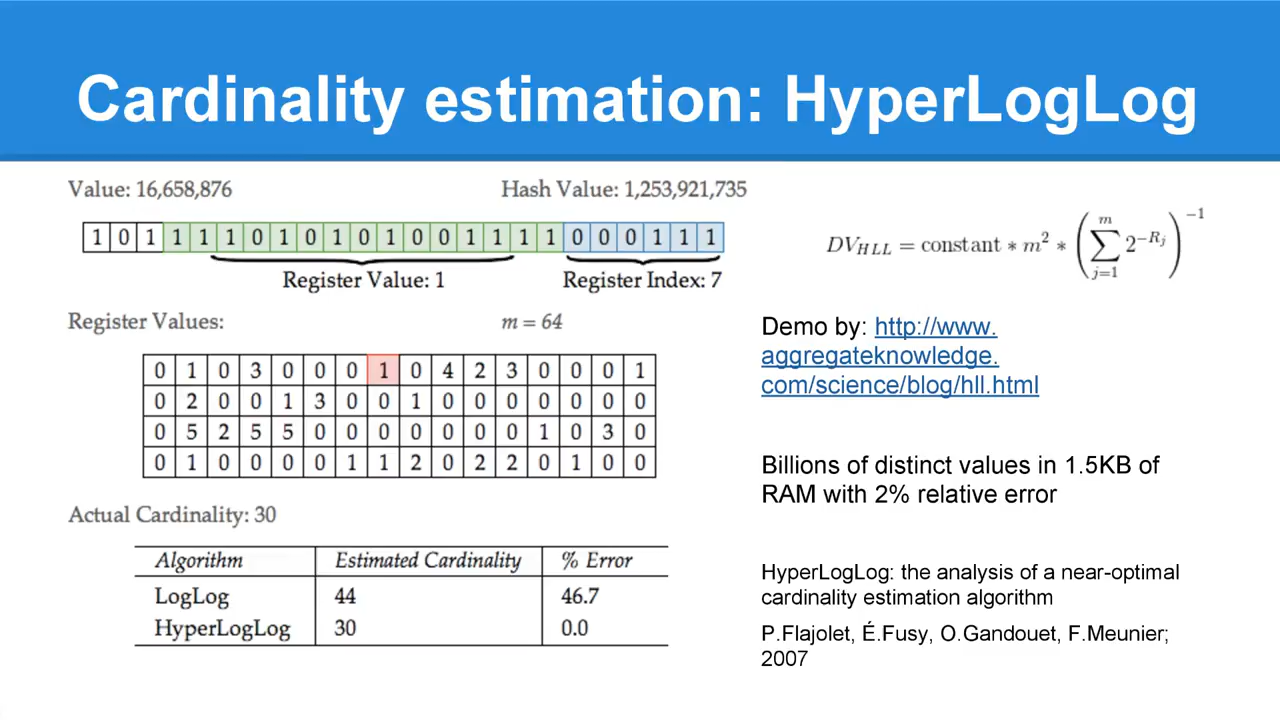 Cardinality estimation: HyperLogLog
Value: 16,658,876
Hash Value: 1,253,921,735
1 0 1 1 1 1 0 1 0 1 0 1 0 0 1 1 1 1 0 0 0 1 1 1
Register Value: 1
Register Index: 7
Register Values:
m = 64
0 1 0 3 0 0 0 1 0 4 2 3 0 0 0 1
0 2 0 0 1 3 0 0 1 0 0 0 0 0 0 0
0 5 2 5 5 0 0 0 0 0 0 0 1 0 3 0
0 1 0 0 0 0 1 1 2 0 2 2 0 1 0 0
Actual Cardinality: 30
Algorithm Estimated Cardinality % Error
LogLog 44 46.7
HyperLogLog 30 0.0
DV_HLL = constant * m^2 * (∑_{j=1}^{m} 2^{-R_j})^{-1}
Demo by: http://www.
aggregateknowledge.
com/science/blog/hll.html
Billions of distinct values in 1.5KB of
RAM with 2% relative error
HyperLogLog: the analysis of a near-optimal
cardinality estimation algorithm
P.Flajolet, É.Fusy, O.Gandouet, F.Meunier;
2007